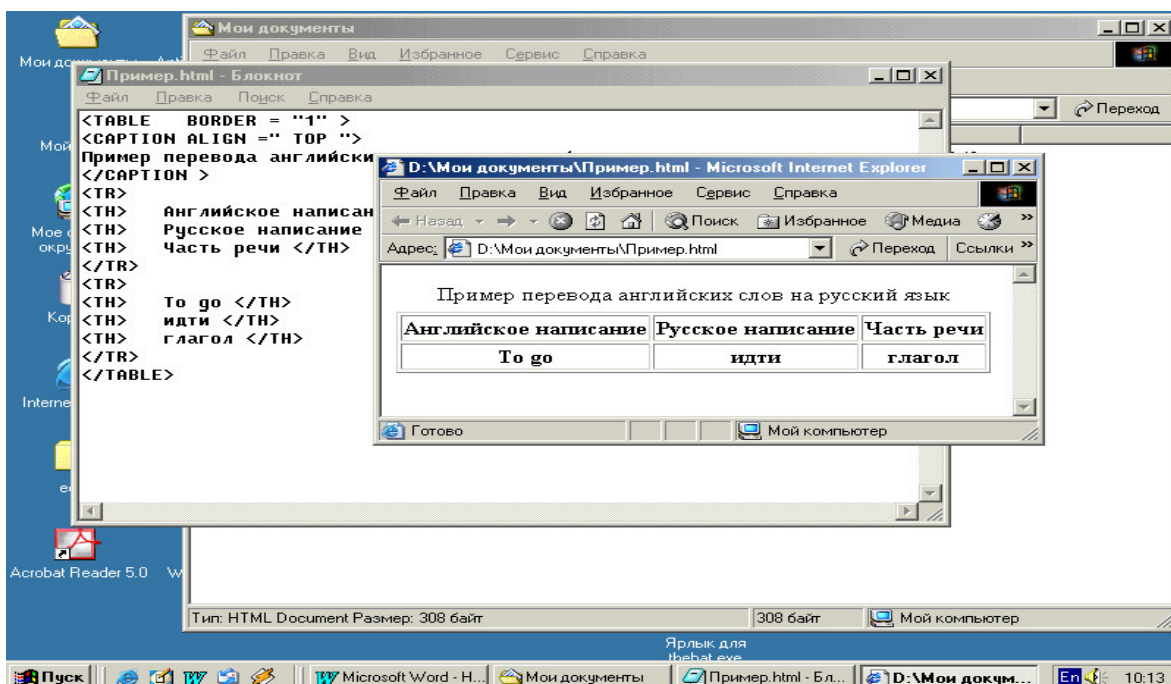 Мои документы
Файл Правка Вид Избранное Сервис Справка
Переход
Пример.html - Блокнот
Файл Правка Поиск Справка
<TABLE BORDER = "1" >
<CAPTION ALIGN =" TOP ">
Пример перевода
</CAPTION >
<TR>
<TH> Английское
<TH> Русское написание
<TH> Часть речи </TH>
</TR>
<TR>
<TH> To go </TH>
<TH> идти </TH>
<TH> глагол </TH>
</TR>
</TABLE>
D:\Мои документы\Пример.html - Microsoft Internet Explorer
Файл Правка Вид Избранное Сервис Справка
Назад Поиск Избранное Медиа »
Адрес: D:\Мои документы\Пример.html Переход Ссылки »
Пример перевода английских слов на русский язык
Английское написание Русское написание Часть речи
To go идти глагол
Готово Мой компьютер
Acrobat Reader 5.0
Тип: HTML Document Размер: 308 байт 308 байт Мой компьютер
Ярлык для
thebat.exe
Пуск Microsoft Word - Н... Мои документы Пример.html - Бл... D:\Мои докум... En 10:13